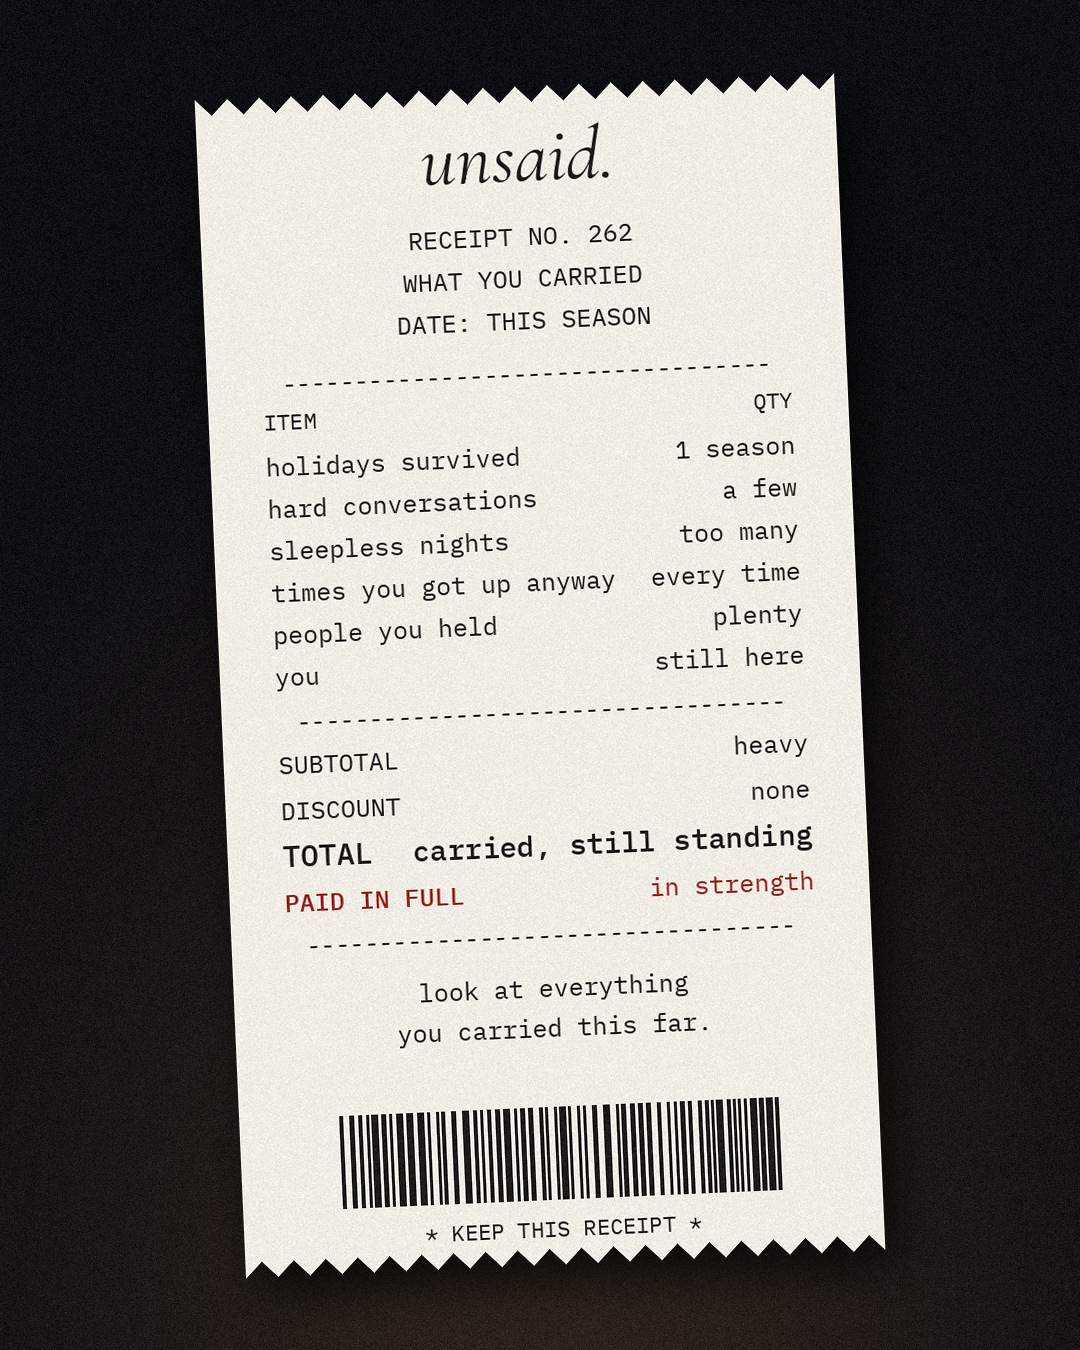 unsaid.
RECEIPT NO. 262
WHAT YOU CARRIED
DATE: THIS SEASON
----------------------------------
ITEM QTY
holidays survived 1 season
hard conversations a few
sleepless nights too many
times you got up anyway every time
people you held plenty
you still here
----------------------------------
SUBTOTAL heavy
DISCOUNT none
TOTAL carried, still standing
PAID IN FULL in strength
----------------------------------
look at everything
you carried this far.
* KEEP THIS RECEIPT *